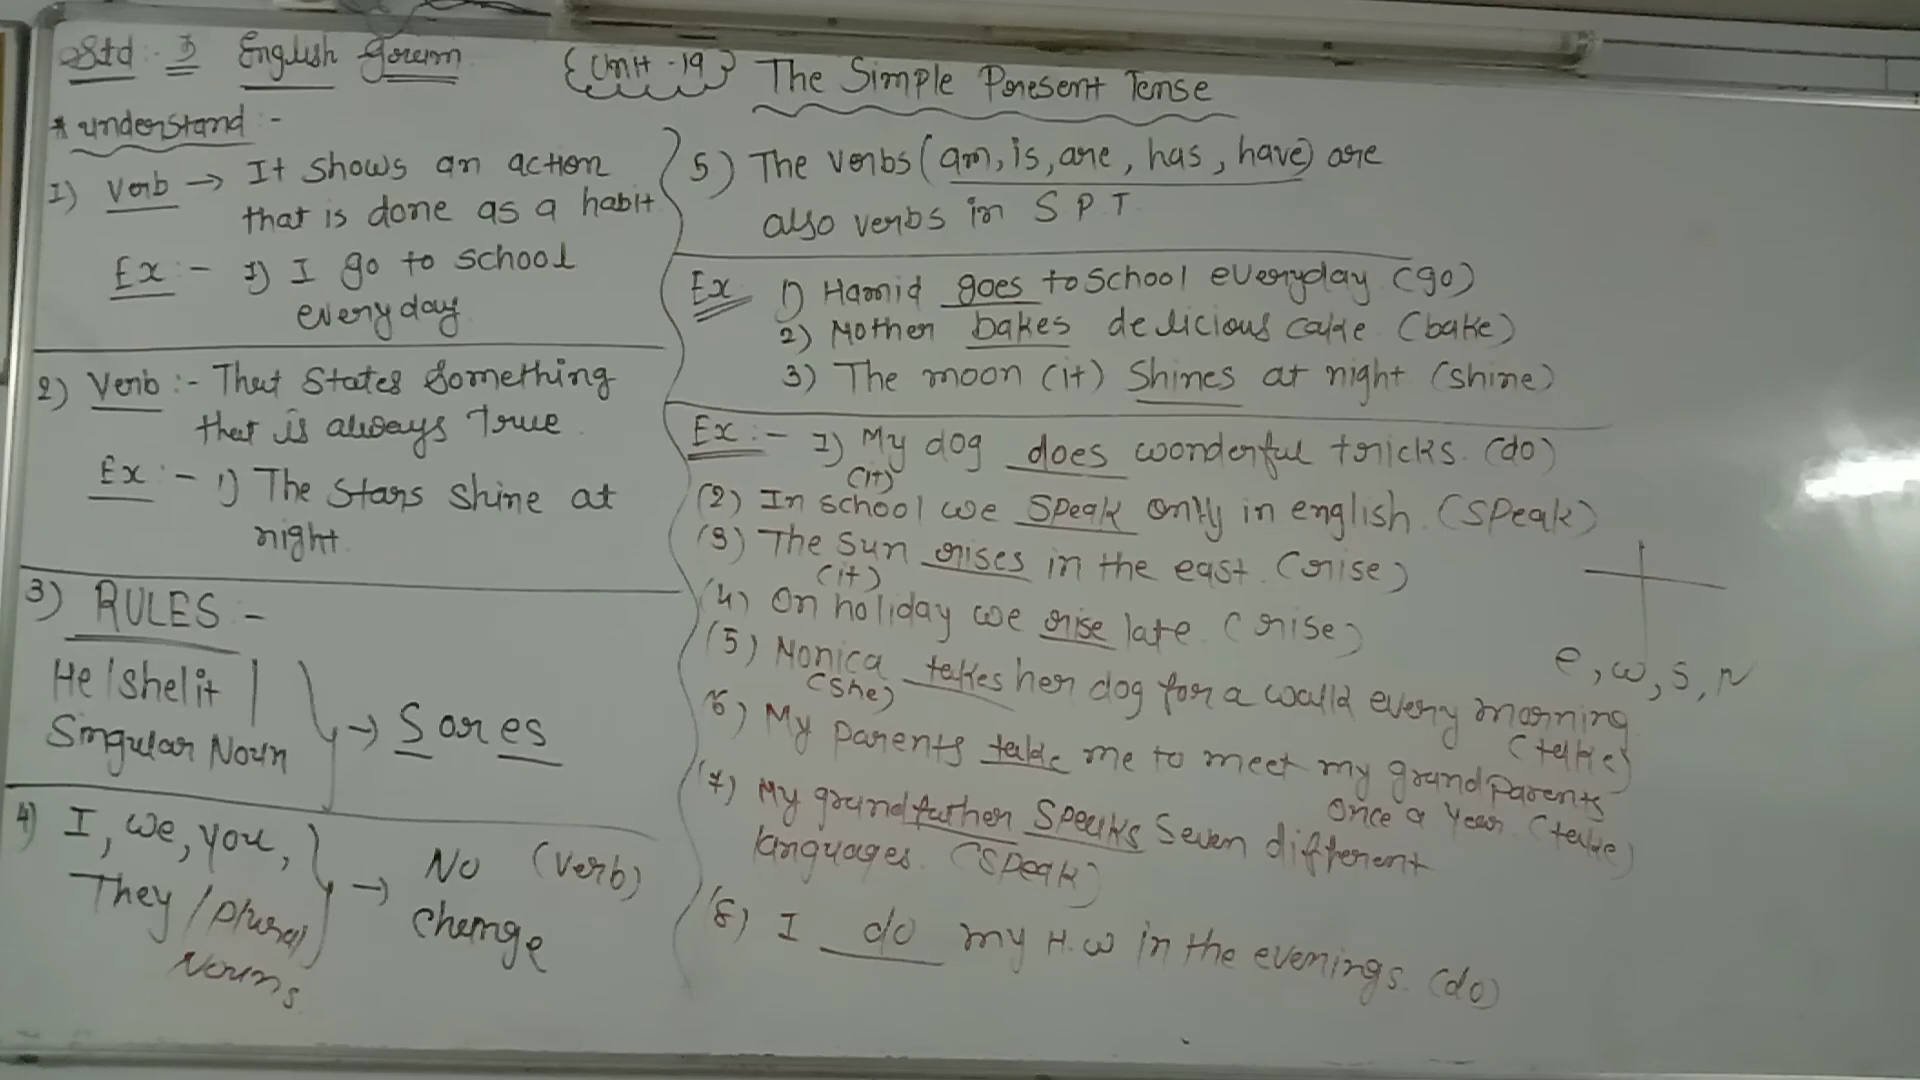 Std :- 3 English Gram
{Unit -19} The Simple Present Tense
* understand :-
1) Verb → It shows an action
that is done as a habit
Ex :- 1) I go to school
everyday
2) Verb :- That States Something
that is always True.
Ex :- 1) The stars shine at
night.
3) RULES :-
He/she/it
Singular Noun → S or es
4) I, we, you,
They / plural
Nouns → No (Verb)
change
5) The verbs (am, is, are, has, have) are
also verbs in S P T
Ex 1) Hamid goes to school everyday (go)
2) Mother bakes delicious cake. (bake)
3) The moon (it) Shines at night (shine)
Ex :- 1) My dog does wonderful tricks. (do)
(it)
(2) In school we speak only in english. (speak)
(3) The sun rises in the east. (rise)
(it)
(4) On holiday we rise late. (rise)
(5) Monica takes her dog for a walk every morning
(she)
(take)
6) My parents take me to meet my grandparents
once a year. (take)
(7) My grandfather speaks seven different
languages. (speak)
(8) I do my H.W in the evenings. (do)
e, w, s, N